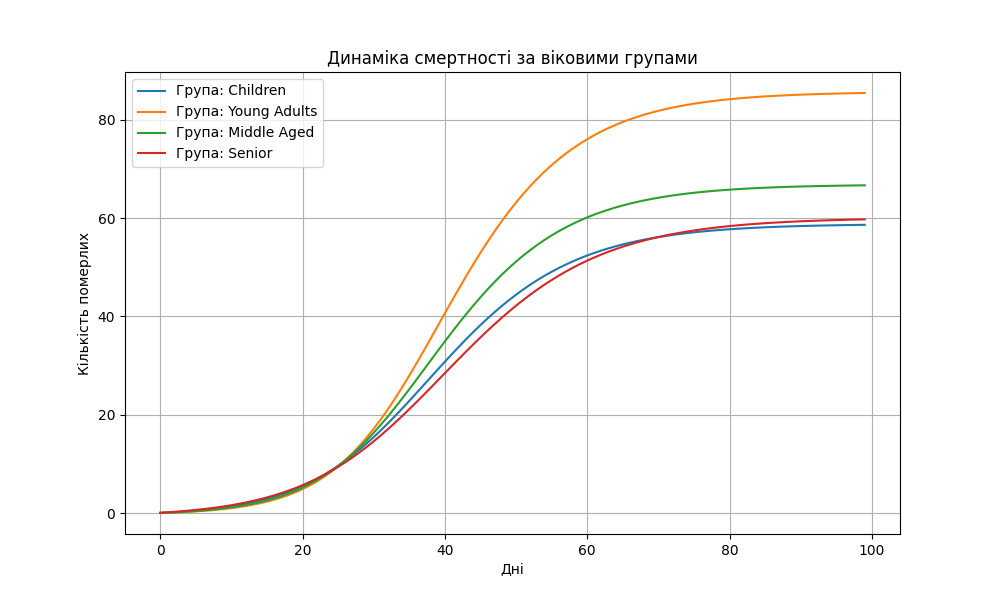 Динаміка смертності за віковими групами
Група: Children
Група: Young Adults
Група: Middle Aged
Група: Senior
Кількість померлих
80
60
40
20
0
0 20 40 60 80 100
Дні